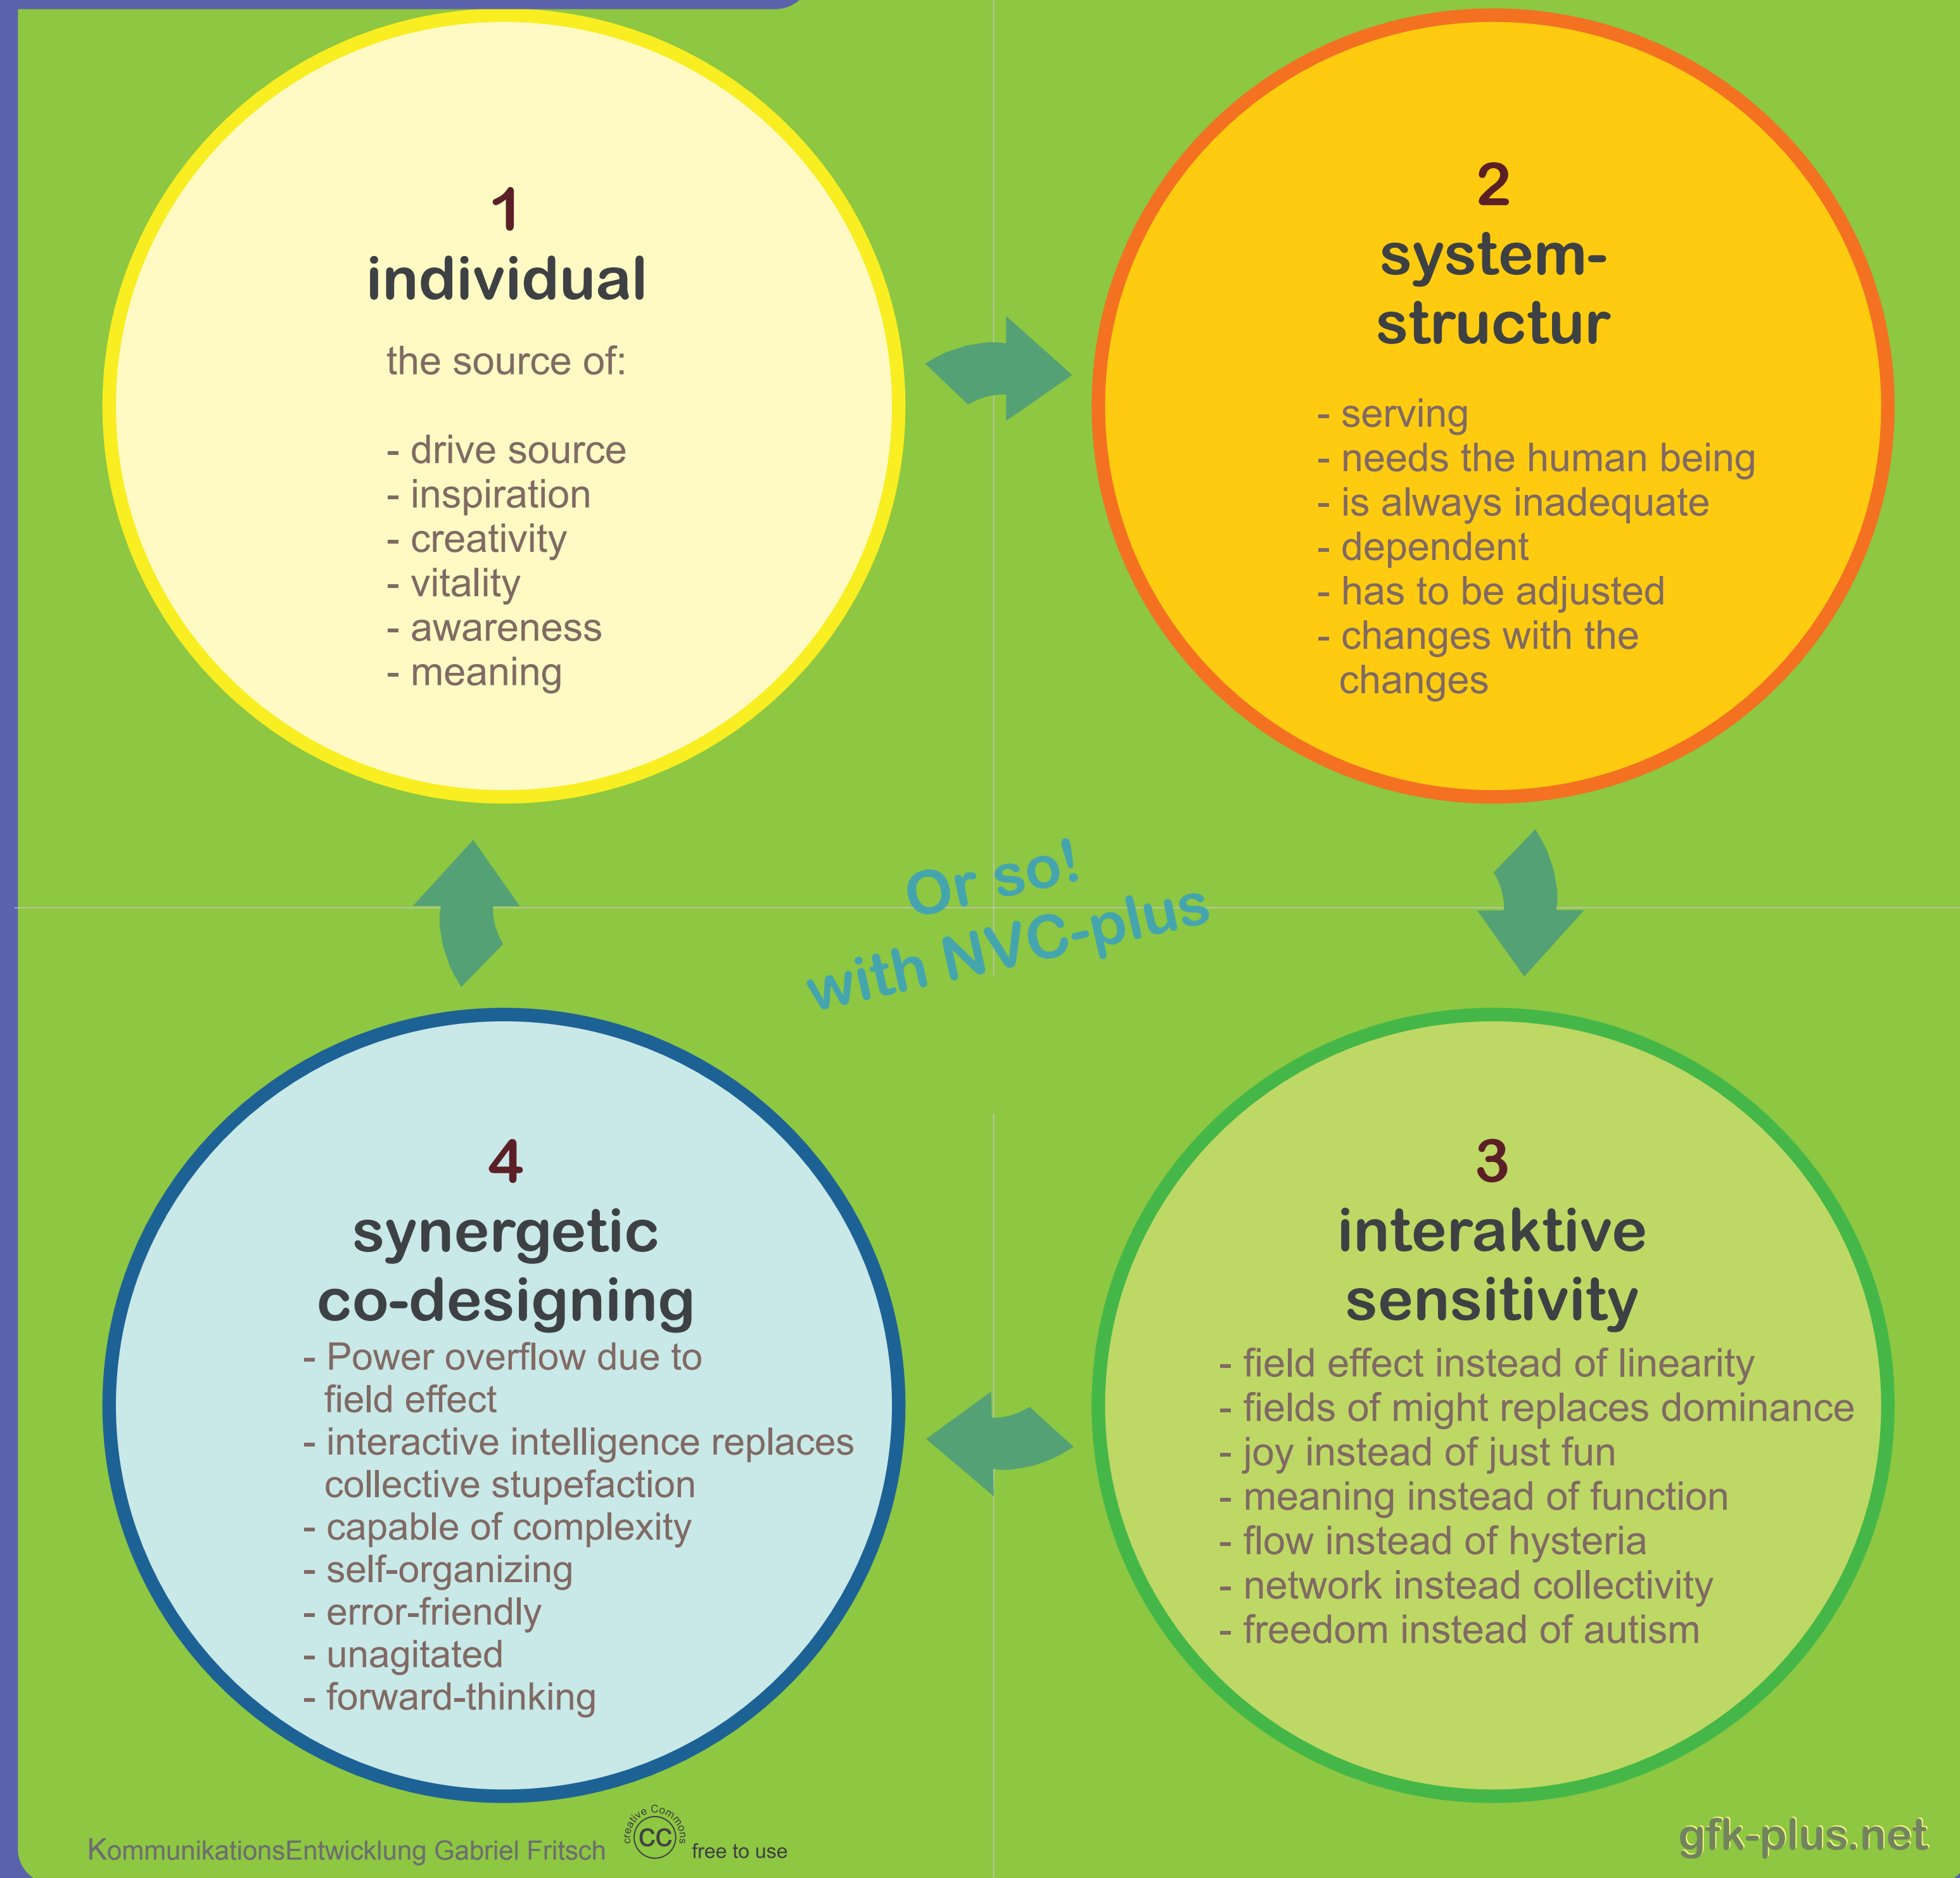 1
individual
the source of:
- drive source
- inspiration
- creativity
- vitality
- awareness
- meaning
2
system-
structur
- serving
- needs the human being
- is always inadequate
- dependent
- has to be adjusted
- changes with the
changes
Or so!
with NVC-plus
3
interaktive
sensitivity
- field effect instead of linearity
- fields of might replaces dominance
- joy instead of just fun
- meaning instead of function
- flow instead of hysteria
- network instead collectivity
- freedom instead of autism
4
synergetic
co-designing
- Power overflow due to
field effect
- interactive intelligence replaces
collective stupefaction
- capable of complexity
- self-organizing
- error-friendly
- unagitated
- forward-thinking
KommunikationsEntwicklung Gabriel Fritsch
creative Commons
cc
free to use
gfk-plus.net